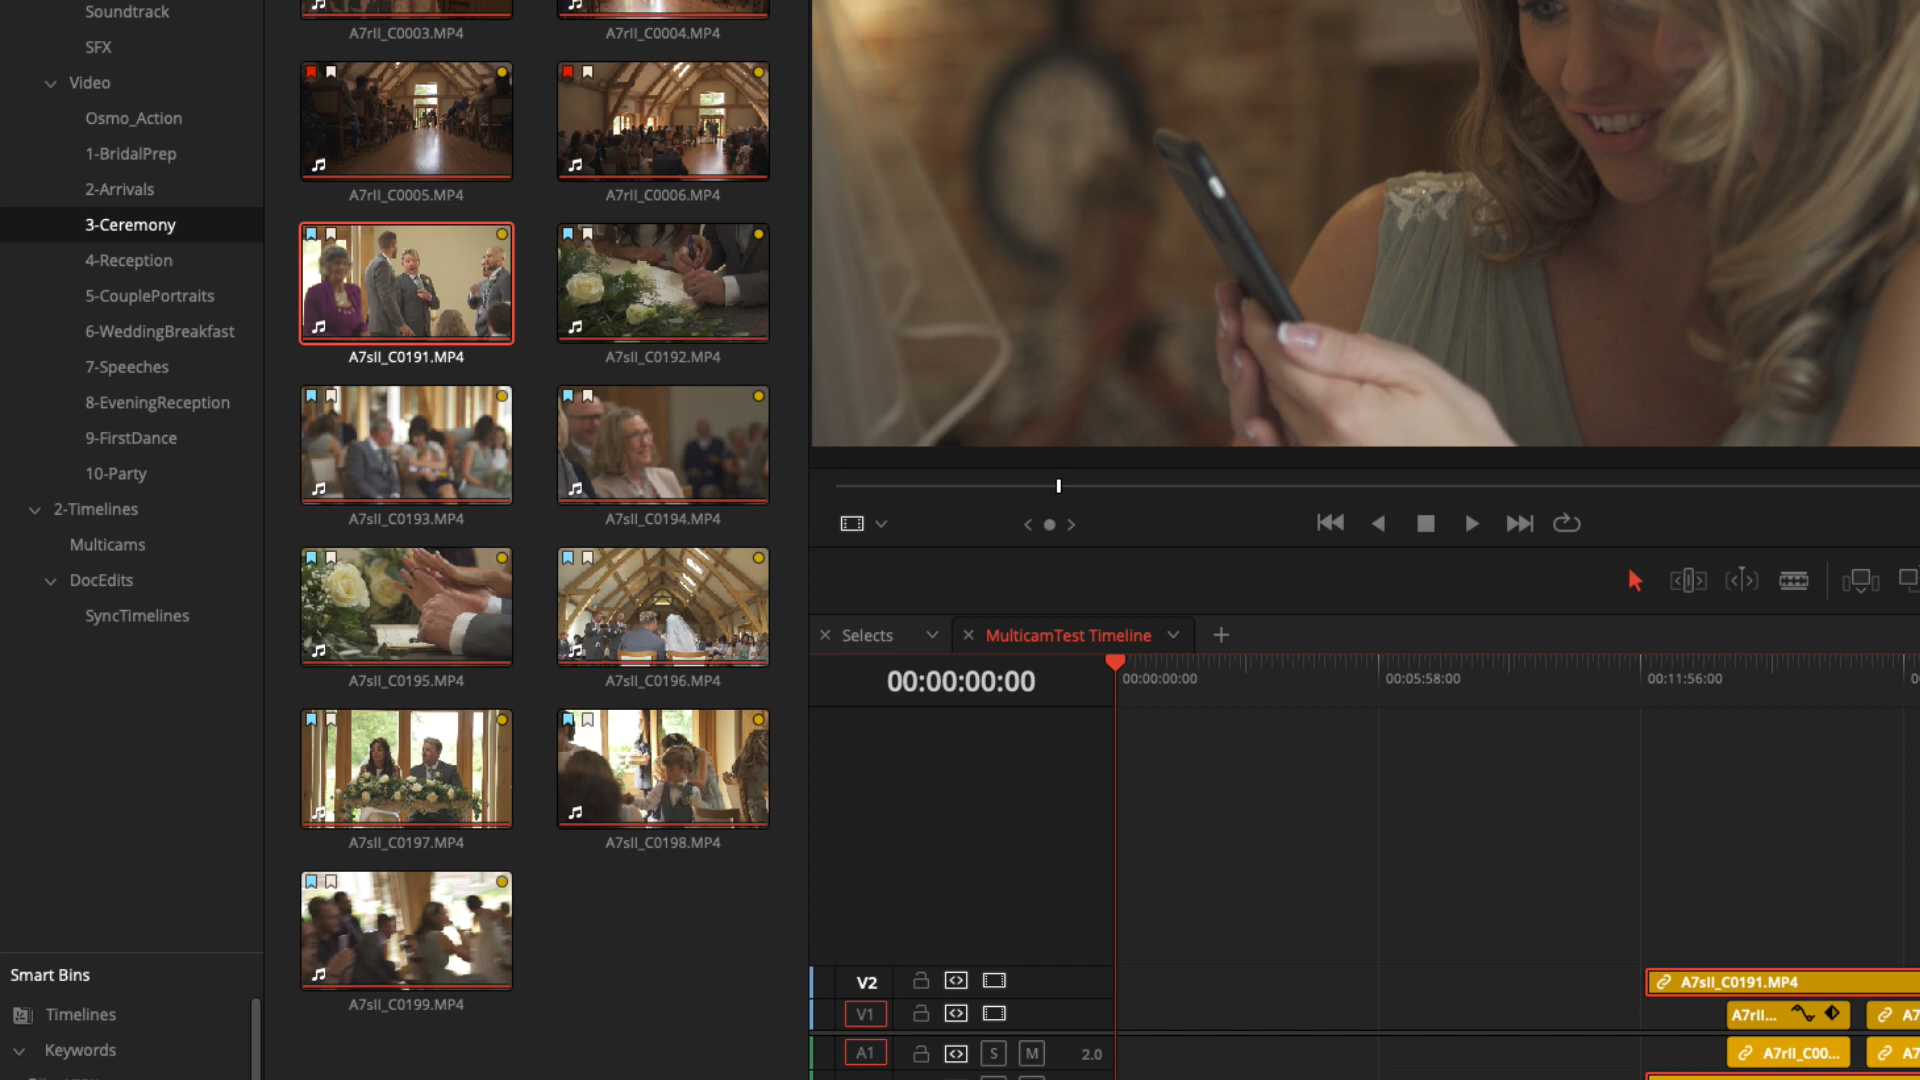 Soundtrack
SFX
Video
Osmo_Action
1-BridalPrep
2-Arrivals
3-Ceremony
4-Reception
5-CouplePortraits
6-WeddingBreakfast
7-Speeches
8-EveningReception
9-FirstDance
10-Party
2-Timelines
Multicams
DocEdits
SyncTimelines
Smart Bins
Timelines
Keywords
A7rII_C0003.MP4
A7rII_C0004.MP4
A7rII_C0005.MP4
A7rII_C0006.MP4
A7sII_C0191.MP4
A7sII_C0192.MP4
A7sII_C0193.MP4
A7sII_C0194.MP4
A7sII_C0195.MP4
A7sII_C0196.MP4
A7sII_C0197.MP4
A7sII_C0198.MP4
A7sII_C0199.MP4
Selects
MulticamTest Timeline
00:00:00:00
00:00:00:00
00:05:58:00
00:11:56:00
V2
A7sII_C0191.MP4
V1
A7rII...
A7
A1
S M 2.0
A7rII_C00...
A7